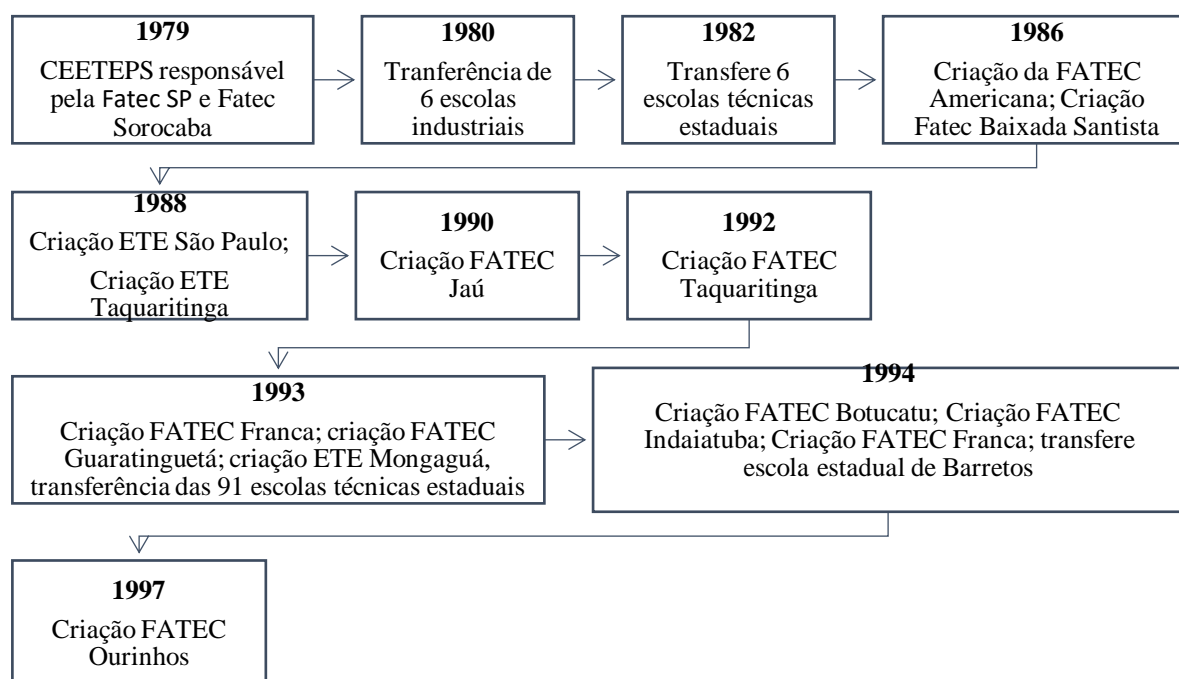 1979
CEETEPS responsável
pela Fatec SP e Fatec
Sorocaba
1980
Tranferência de
6 escolas
industriais
1982
Transfere 6
escolas técnicas
estaduais
1986
Criação da FATEC
Americana; Criação
Fatec Baixada Santista
1988
Criação ETE São Paulo;
Criação ETE
Taquaritinga
1990
Criação FATEC
Jaú
1992
Criação FATEC
Taquaritinga
1993
Criação FATEC Franca; criação FATEC
Guaratinguetá; criação ETE Mongaguá,
transferência das 91 escolas técnicas estaduais
1994
Criação FATEC Botucatu; Criação FATEC
Indaiatuba; Criação FATEC Franca; transfere
escola estadual de Barretos
1997
Criação FATEC
Ourinhos